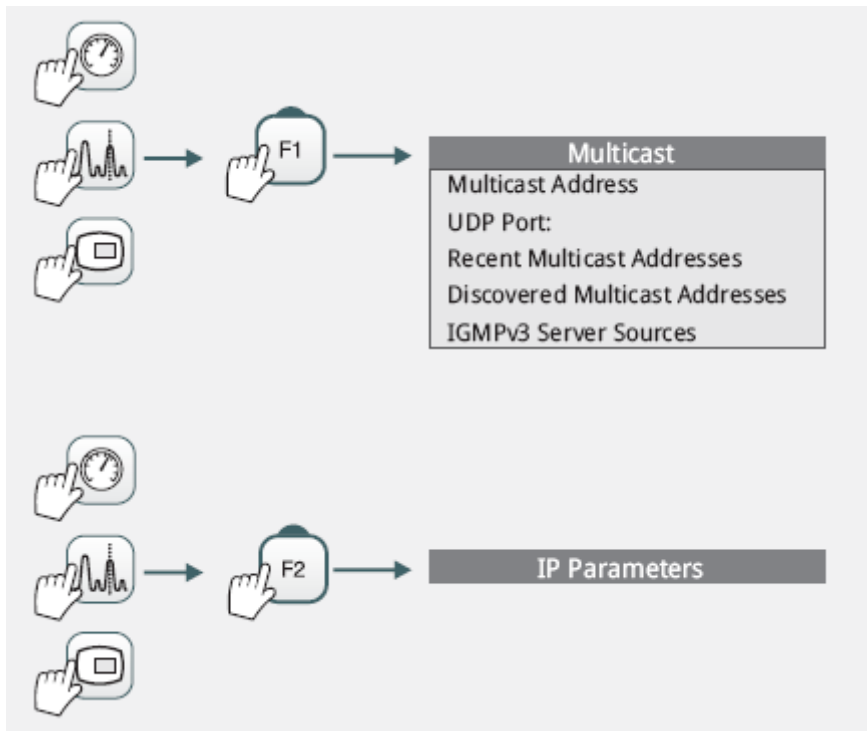 F1
Multicast
Multicast Address
UDP Port:
Recent Multicast Addresses
Discovered Multicast Addresses
IGMPv3 Server Sources
F2
IP Parameters